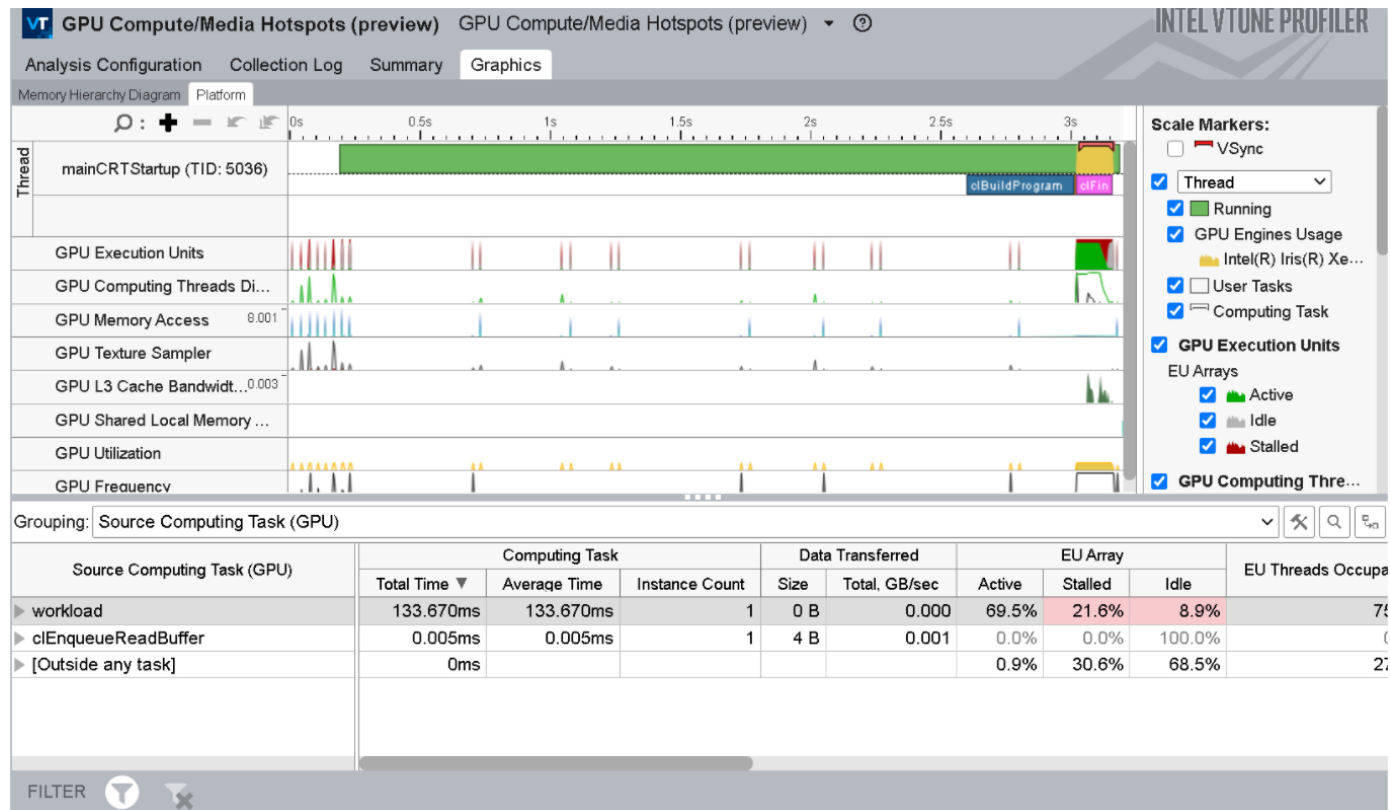 VT GPU Compute/Media Hotspots (preview) GPU Compute/Media Hotspots (preview) INTEL VTUNE PROFILER
Analysis Configuration Collection Log Summary Graphics
Memory Hierarchy Diagram Platform
0s 0.5s 1s 1.5s 2s 2.5s 3s
Thread
mainCRTStartup (TID: 5036)
clBuildProgram clFin
GPU Execution Units
GPU Computing Threads Di...
GPU Memory Access 8.001
GPU Texture Sampler
GPU L3 Cache Bandwidt...0.003
GPU Shared Local Memory ...
GPU Utilization
GPU Frequency
Scale Markers:
VSync
Thread
Running
GPU Engines Usage
Intel(R) Iris(R) Xe...
User Tasks
Computing Task
GPU Execution Units
EU Arrays
Active
Idle
Stalled
GPU Computing Thre...
Grouping: Source Computing Task (GPU)
Source Computing Task (GPU) Computing Task Data Transferred EU Array EU Threads Occupa
Total Time Average Time Instance Count Size Total, GB/sec Active Stalled Idle
workload 133.670ms 133.670ms 1 0 B 0.000 69.5% 21.6% 8.9% 75
clEnqueueReadBuffer 0.005ms 0.005ms 1 4 B 0.001 0.0% 0.0% 100.0% 0
[Outside any task] 0ms 0.9% 30.6% 68.5% 27
FILTER